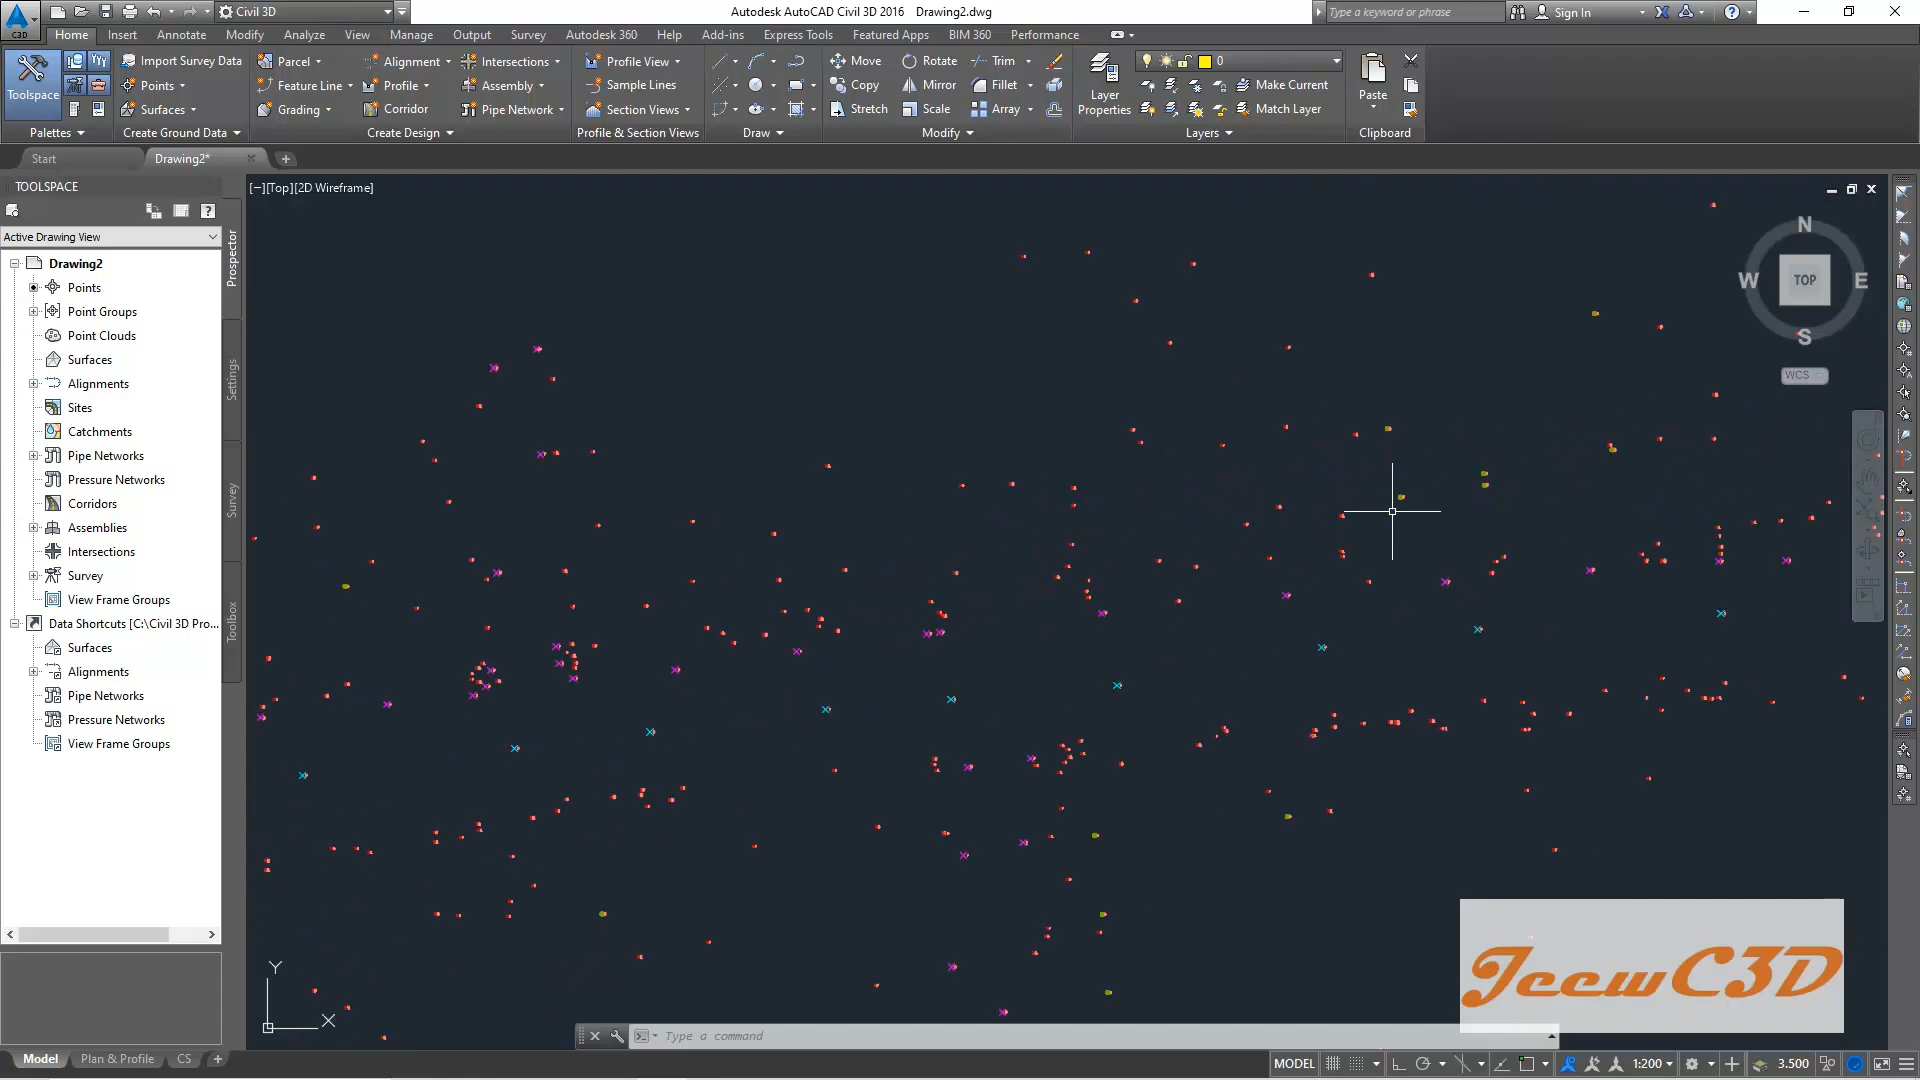 C3D
Civil 3D
Autodesk AutoCAD Civil 3D 2016 Drawing2.dwg
Type a keyword or phrase
Sign In
Home Insert Annotate Modify Analyze View Manage Output Survey Autodesk 360 Help Add-ins Express Tools Featured Apps BIM 360 Performance
Toolspace
Import Survey Data
Points
Surfaces
Parcel
Feature Line
Grading
Alignment
Profile
Corridor
Intersections
Assembly
Pipe Network
Profile View
Sample Lines
Section Views
Move
Copy
Stretch
Rotate
Mirror
Scale
Trim
Fillet
Array
Layer
Properties
0
Make Current
Match Layer
Paste
Palettes
Create Ground Data
Create Design
Profile & Section Views
Draw
Modify
Layers
Clipboard
Start
Drawing2*
TOOLSPACE
[−][Top][2D Wireframe]
Active Drawing View
Drawing2
Points
Point Groups
Point Clouds
Surfaces
Alignments
Sites
Catchments
Pipe Networks
Pressure Networks
Corridors
Assemblies
Intersections
Survey
View Frame Groups
Data Shortcuts [C:\Civil 3D Pro...
Surfaces
Alignments
Pipe Networks
Pressure Networks
View Frame Groups
Prospector
Settings
Survey
Toolbox
N
W
TOP
E
S
WCS
JeewC3D
Y
X
Type a command
Model
Plan & Profile
CS
MODEL
1:200
3.500